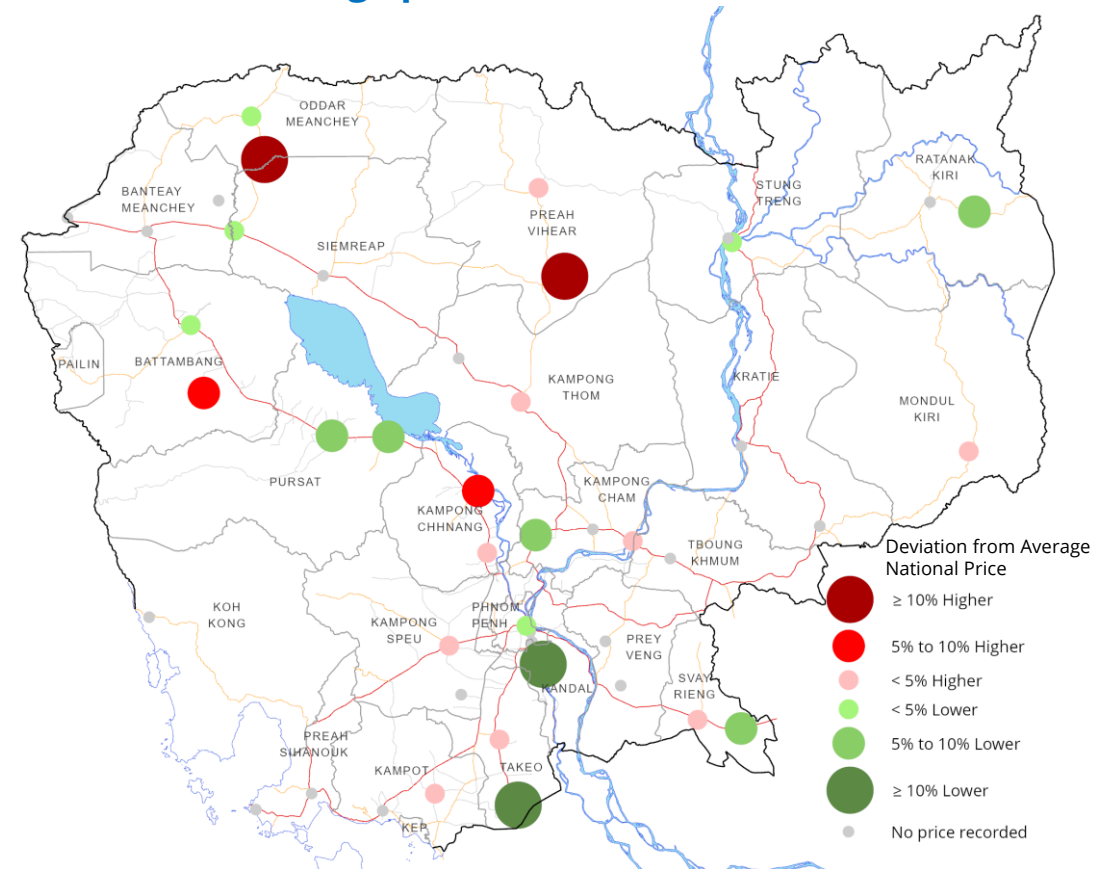 ODDAR
MEANCHEY
BANTEAY
MEANCHEY
RATANAK
KIRI
STUNG
TRENG
PREAH
VIHEAR
SIEMREAP
PAILIN
BATTAMBANG
KAMPONG
THOM
KRATIE
MONDUL
KIRI
PURSAT
KAMPONG
CHAM
KAMPONG
CHHNANG
TBOUNG
KHMUM
KOH
KONG
KAMPONG
SPEU
PHNOM
PENH
PREY
VENG
KANDAL
SVAY
RIENG
PREAH
SIHANOUK
KAMPOT
TAKEO
KEP
Deviation from Average
National Price
≥ 10% Higher
5% to 10% Higher
< 5% Higher
< 5% Lower
5% to 10% Lower
≥ 10% Lower
No price recorded